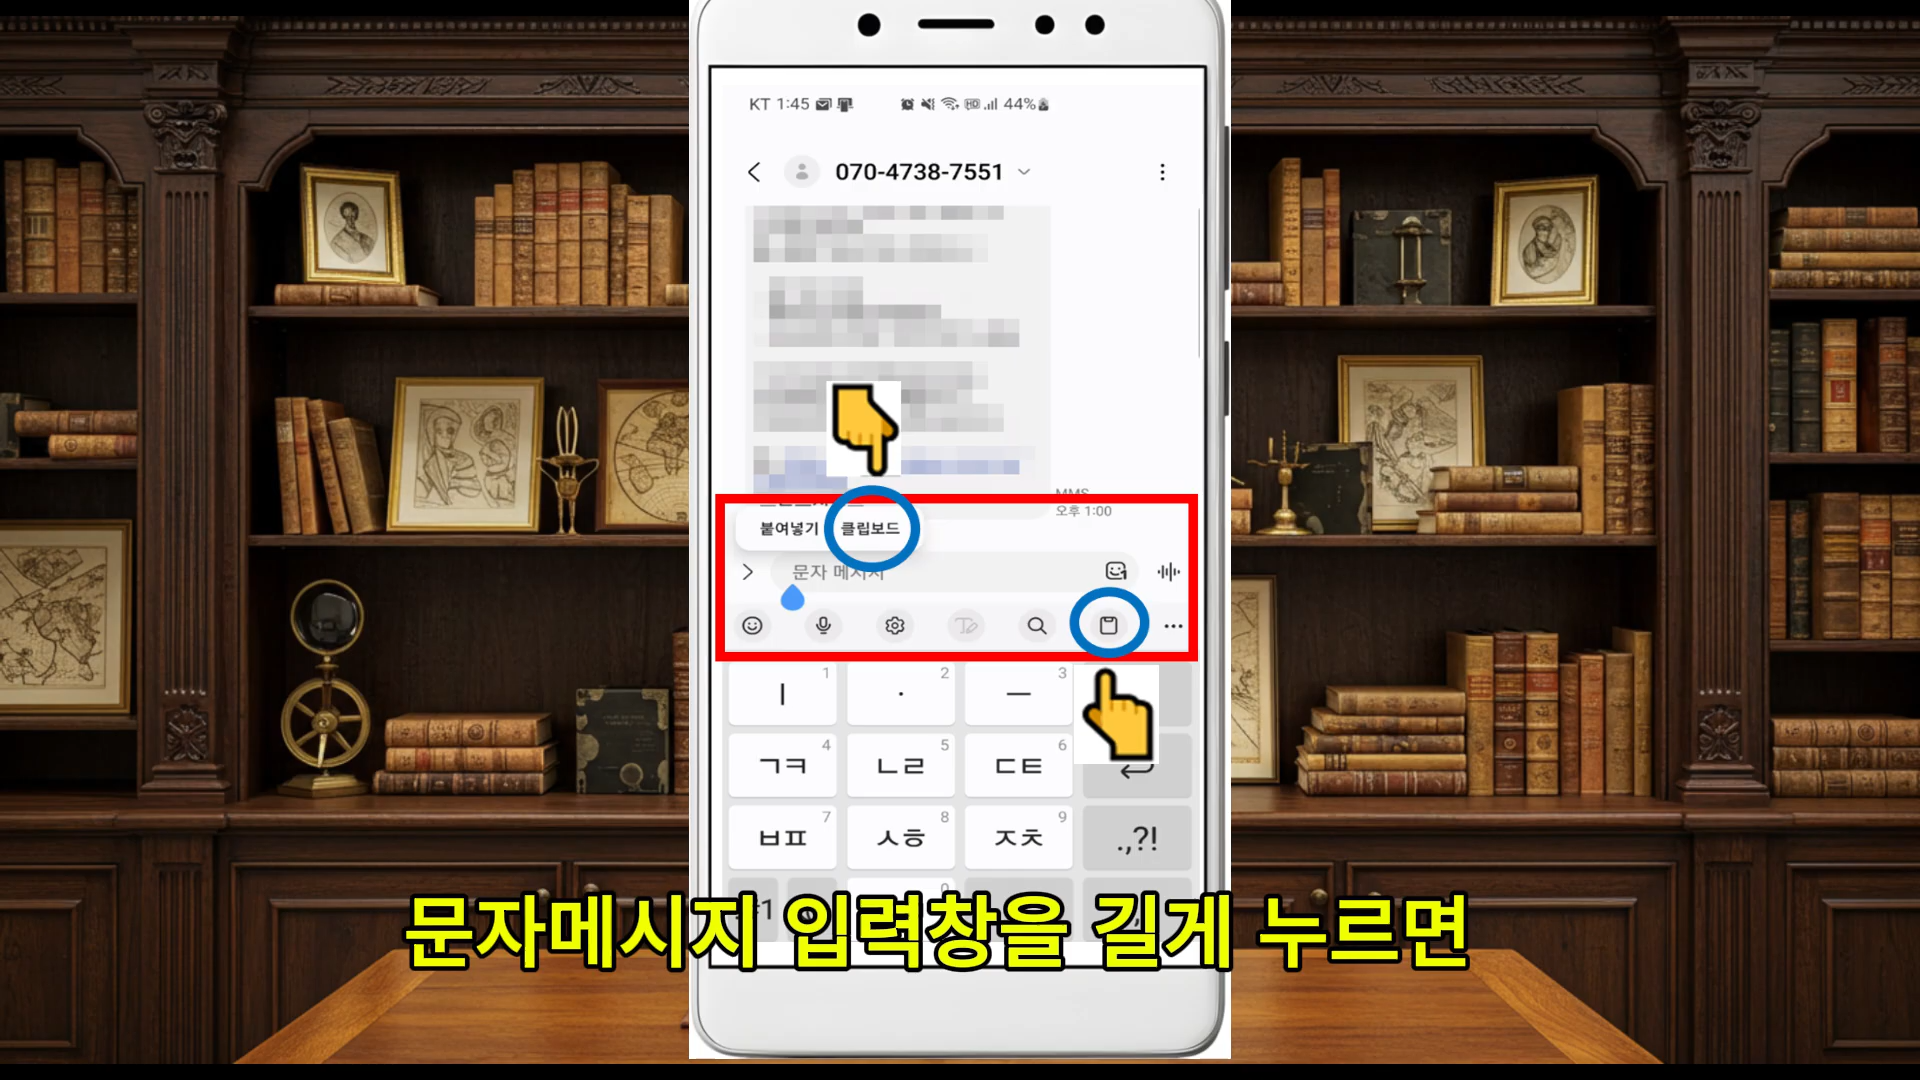 KT 1:45
44%
070-4738-7551
MMS
오후 1:00
붙여넣기 클립보드
문자 메시지
ㅣ 1
· 2
ㅡ 3
ㄱㅋ 4
ㄴㄹ 5
ㄷㅌ 6
ㅂㅍ 7
ㅅㅎ 8
ㅈㅊ 9
.,?!
문자메시지 입력창을 길게 누르면